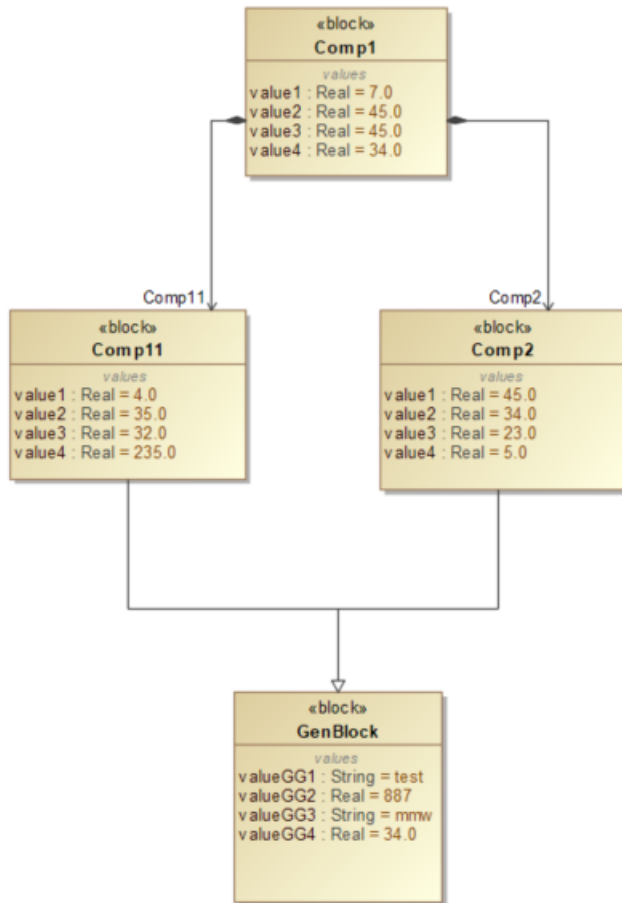 «block»
Comp1
values
value1 : Real = 7.0
value2 : Real = 45.0
value3 : Real = 45.0
value4 : Real = 34.0
Comp11
Comp2
«block»
Comp11
values
value1 : Real = 4.0
value2 : Real = 35.0
value3 : Real = 32.0
value4 : Real = 235.0
«block»
Comp2
values
value1 : Real = 45.0
value2 : Real = 34.0
value3 : Real = 23.0
value4 : Real = 5.0
«block»
GenBlock
values
valueGG1 : String = test
valueGG2 : Real = 887
valueGG3 : String = mmw
valueGG4 : Real = 34.0